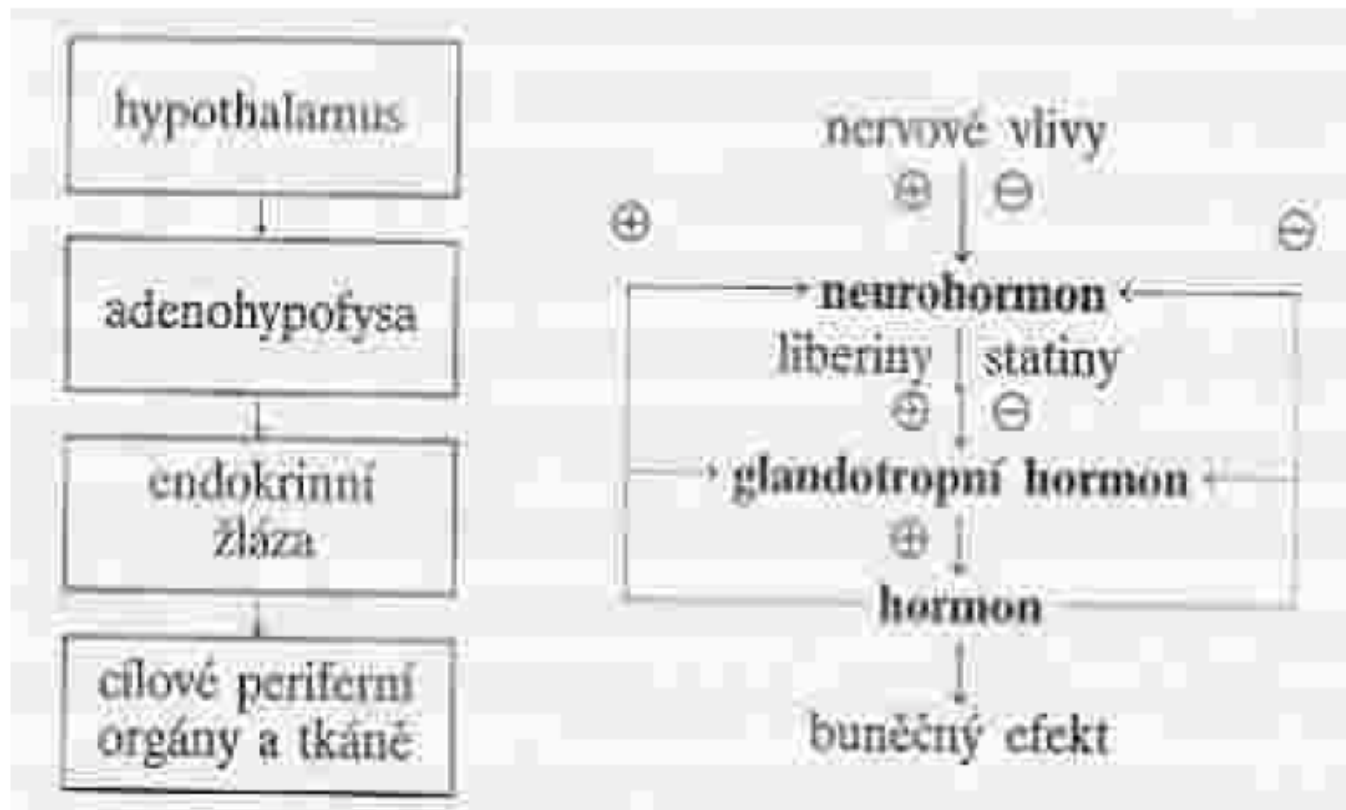 hypothalamus
adenohypofysa
endokrinní
žláza
cílové periferní
orgány a tkáně
nervové vlivy
⊕ ⊖
⊕ ⊖
neurohormon
liberiny statiny
⊕ ⊖
glandotropní hormon
⊕
hormon
buněčný efekt